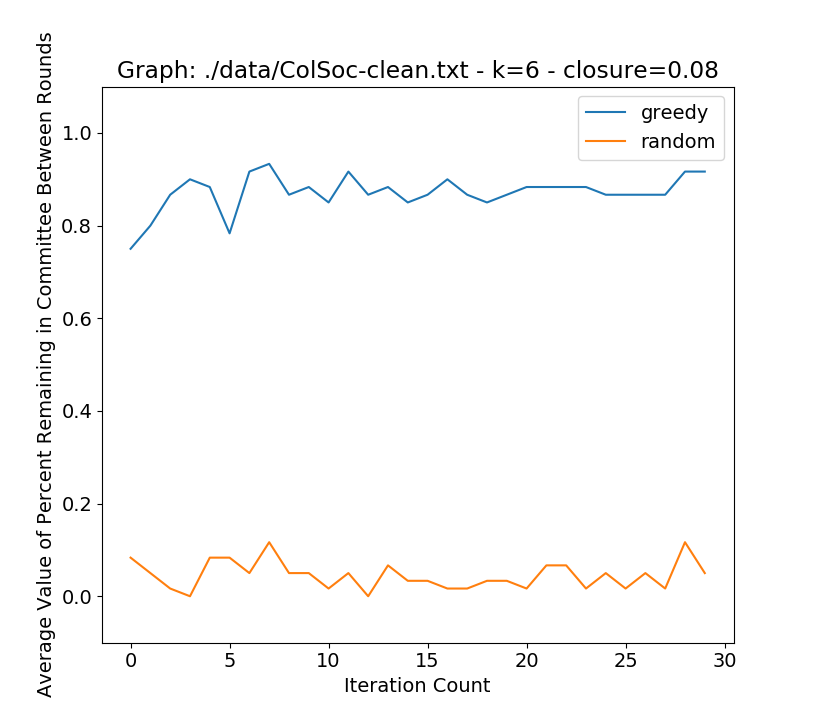 Graph: ./data/ColSoc-clean.txt - k=6 - closure=0.08
greedy
random
Average Value of Percent Remaining in Committee Between Rounds
1.0
0.8
0.6
0.4
0.2
0.0
0 5 10 15 20 25 30
Iteration Count